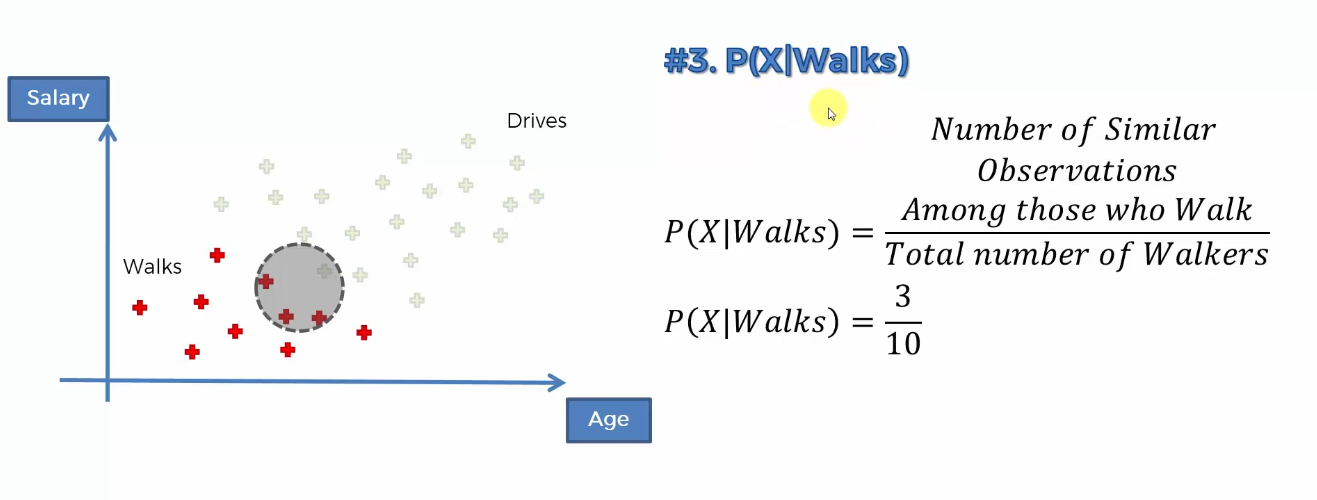 #3. P(X|Walks)
Salary
Drives
Walks
Age
Number of Similar
Observations
Among those who Walk
P(X|Walks) =
Total number of Walkers
P(X|Walks) = 3
10